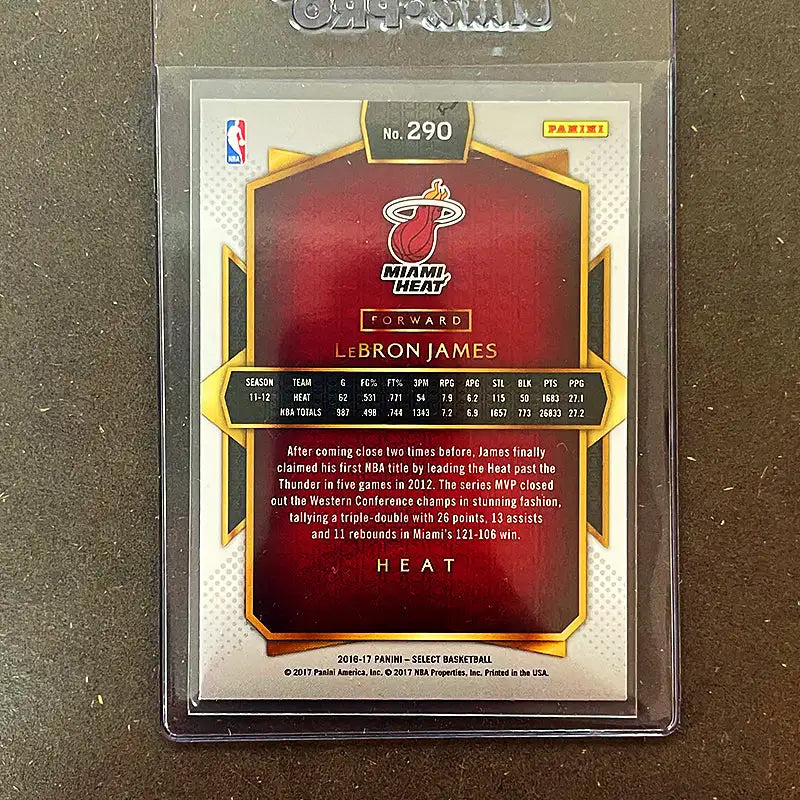 ULTRA•PRO
No. 290
NBA
PANINI
MIAMI
HEAT
FORWARD
LeBRON JAMES
SEASON TEAM G FG% FT% 3PM RPG APG STL BLK PTS PPG
11-12 HEAT 62 .531 .771 54 7.9 6.2 115 50 1683 27.1
NBA TOTALS 987 .498 .744 1343 7.2 6.9 1657 773 26833 27.2
After coming close two times before, James finally
claimed his first NBA title by leading the Heat past the
Thunder in five games in 2012. The series MVP closed
out the Western Conference champs in stunning fashion,
tallying a triple-double with 26 points, 13 assists
and 11 rebounds in Miami's 121-106 win.
HEAT
2016-17 PANINI – SELECT BASKETBALL
© 2017 Panini America, Inc. © 2017 NBA Properties, Inc. Printed in the USA.